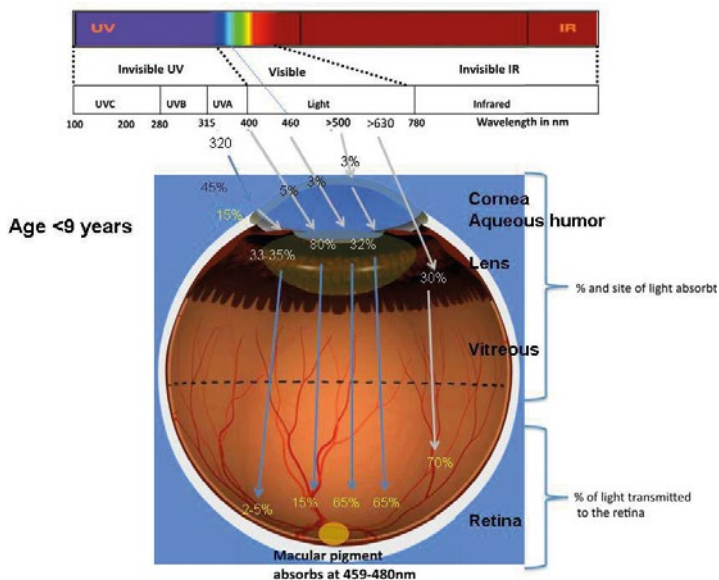 UV IR
Invisible UV Visible Invisible IR
UVC UVB UVA Light Infrared
100 200 280 315 400 460 >500 >630 780 Wavelength in nm
320
3%
45% 5% 3%
15%
Cornea
Aqueous humor
Age <9 years
33-35% 80% 32%
Lens
30%
% and site of light absorbt
Vitreous
70%
2-5% 15% 65% 65%
% of light transmitted
to the retina
Retina
Macular pigment
absorbs at 459-480nm